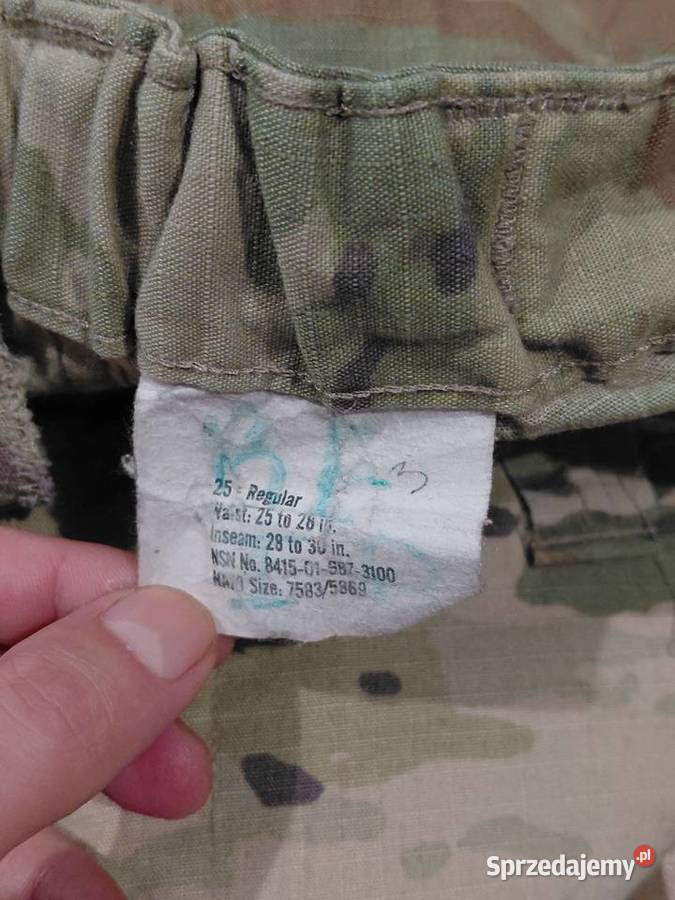 3
25 - Regular
Waist: 25 to 28 in.
Inseam: 28 to 30 in.
NSN No. 8415-01-587-3100
NATO Size: 7583/5869
Sprzedajemy.pl